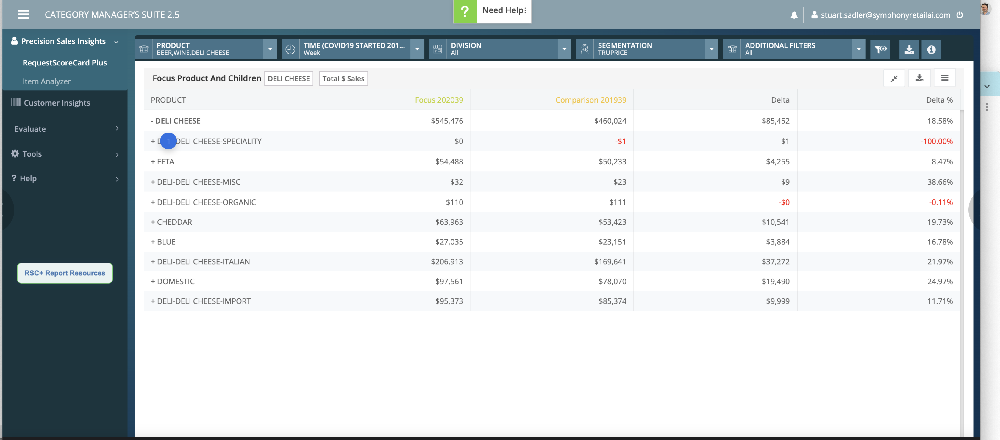 CATEGORY MANAGER'S SUITE 2.5
? Need Help:
stuart.sadler@symphonyretailai.com
Precision Sales Insights
RequestScoreCard Plus
Item Analyzer
Customer Insights
Evaluate
Tools
? Help
RSC+ Report Resources
PRODUCT
BEER,WINE,DELI CHEESE
TIME (COVID19 STARTED 201...
Week
DIVISION
All
SEGMENTATION
TRUPRICE
ADDITIONAL FILTERS
All
Focus Product And Children DELI CHEESE Total $ Sales
PRODUCT Focus 202039 Comparison 201939 Delta Delta %
- DELI CHEESE $545,476 $460,024 $85,452 18.58%
+ D 1 DELI CHEESE-SPECIALITY $0 -$1 $1 -100.00%
+ FETA $54,488 $50,233 $4,255 8.47%
+ DELI-DELI CHEESE-MISC $32 $23 $9 38.66%
+ DELI-DELI CHEESE-ORGANIC $110 $111 -$0 -0.11%
+ CHEDDAR $63,963 $53,423 $10,541 19.73%
+ BLUE $27,035 $23,151 $3,884 16.78%
+ DELI-DELI CHEESE-ITALIAN $206,913 $169,641 $37,272 21.97%
+ DOMESTIC $97,561 $78,070 $19,490 24.97%
+ DELI-DELI CHEESE-IMPORT $95,373 $85,374 $9,999 11.71%